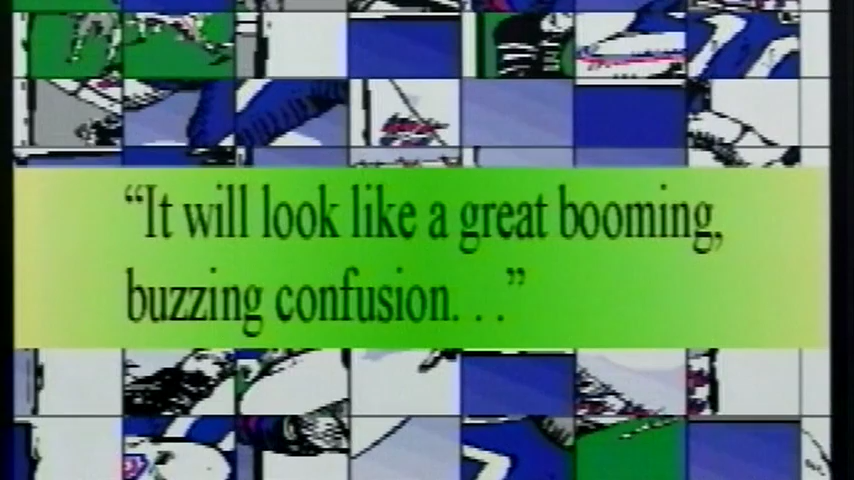 “It will look like a great booming,
buzzing confusion. . .”